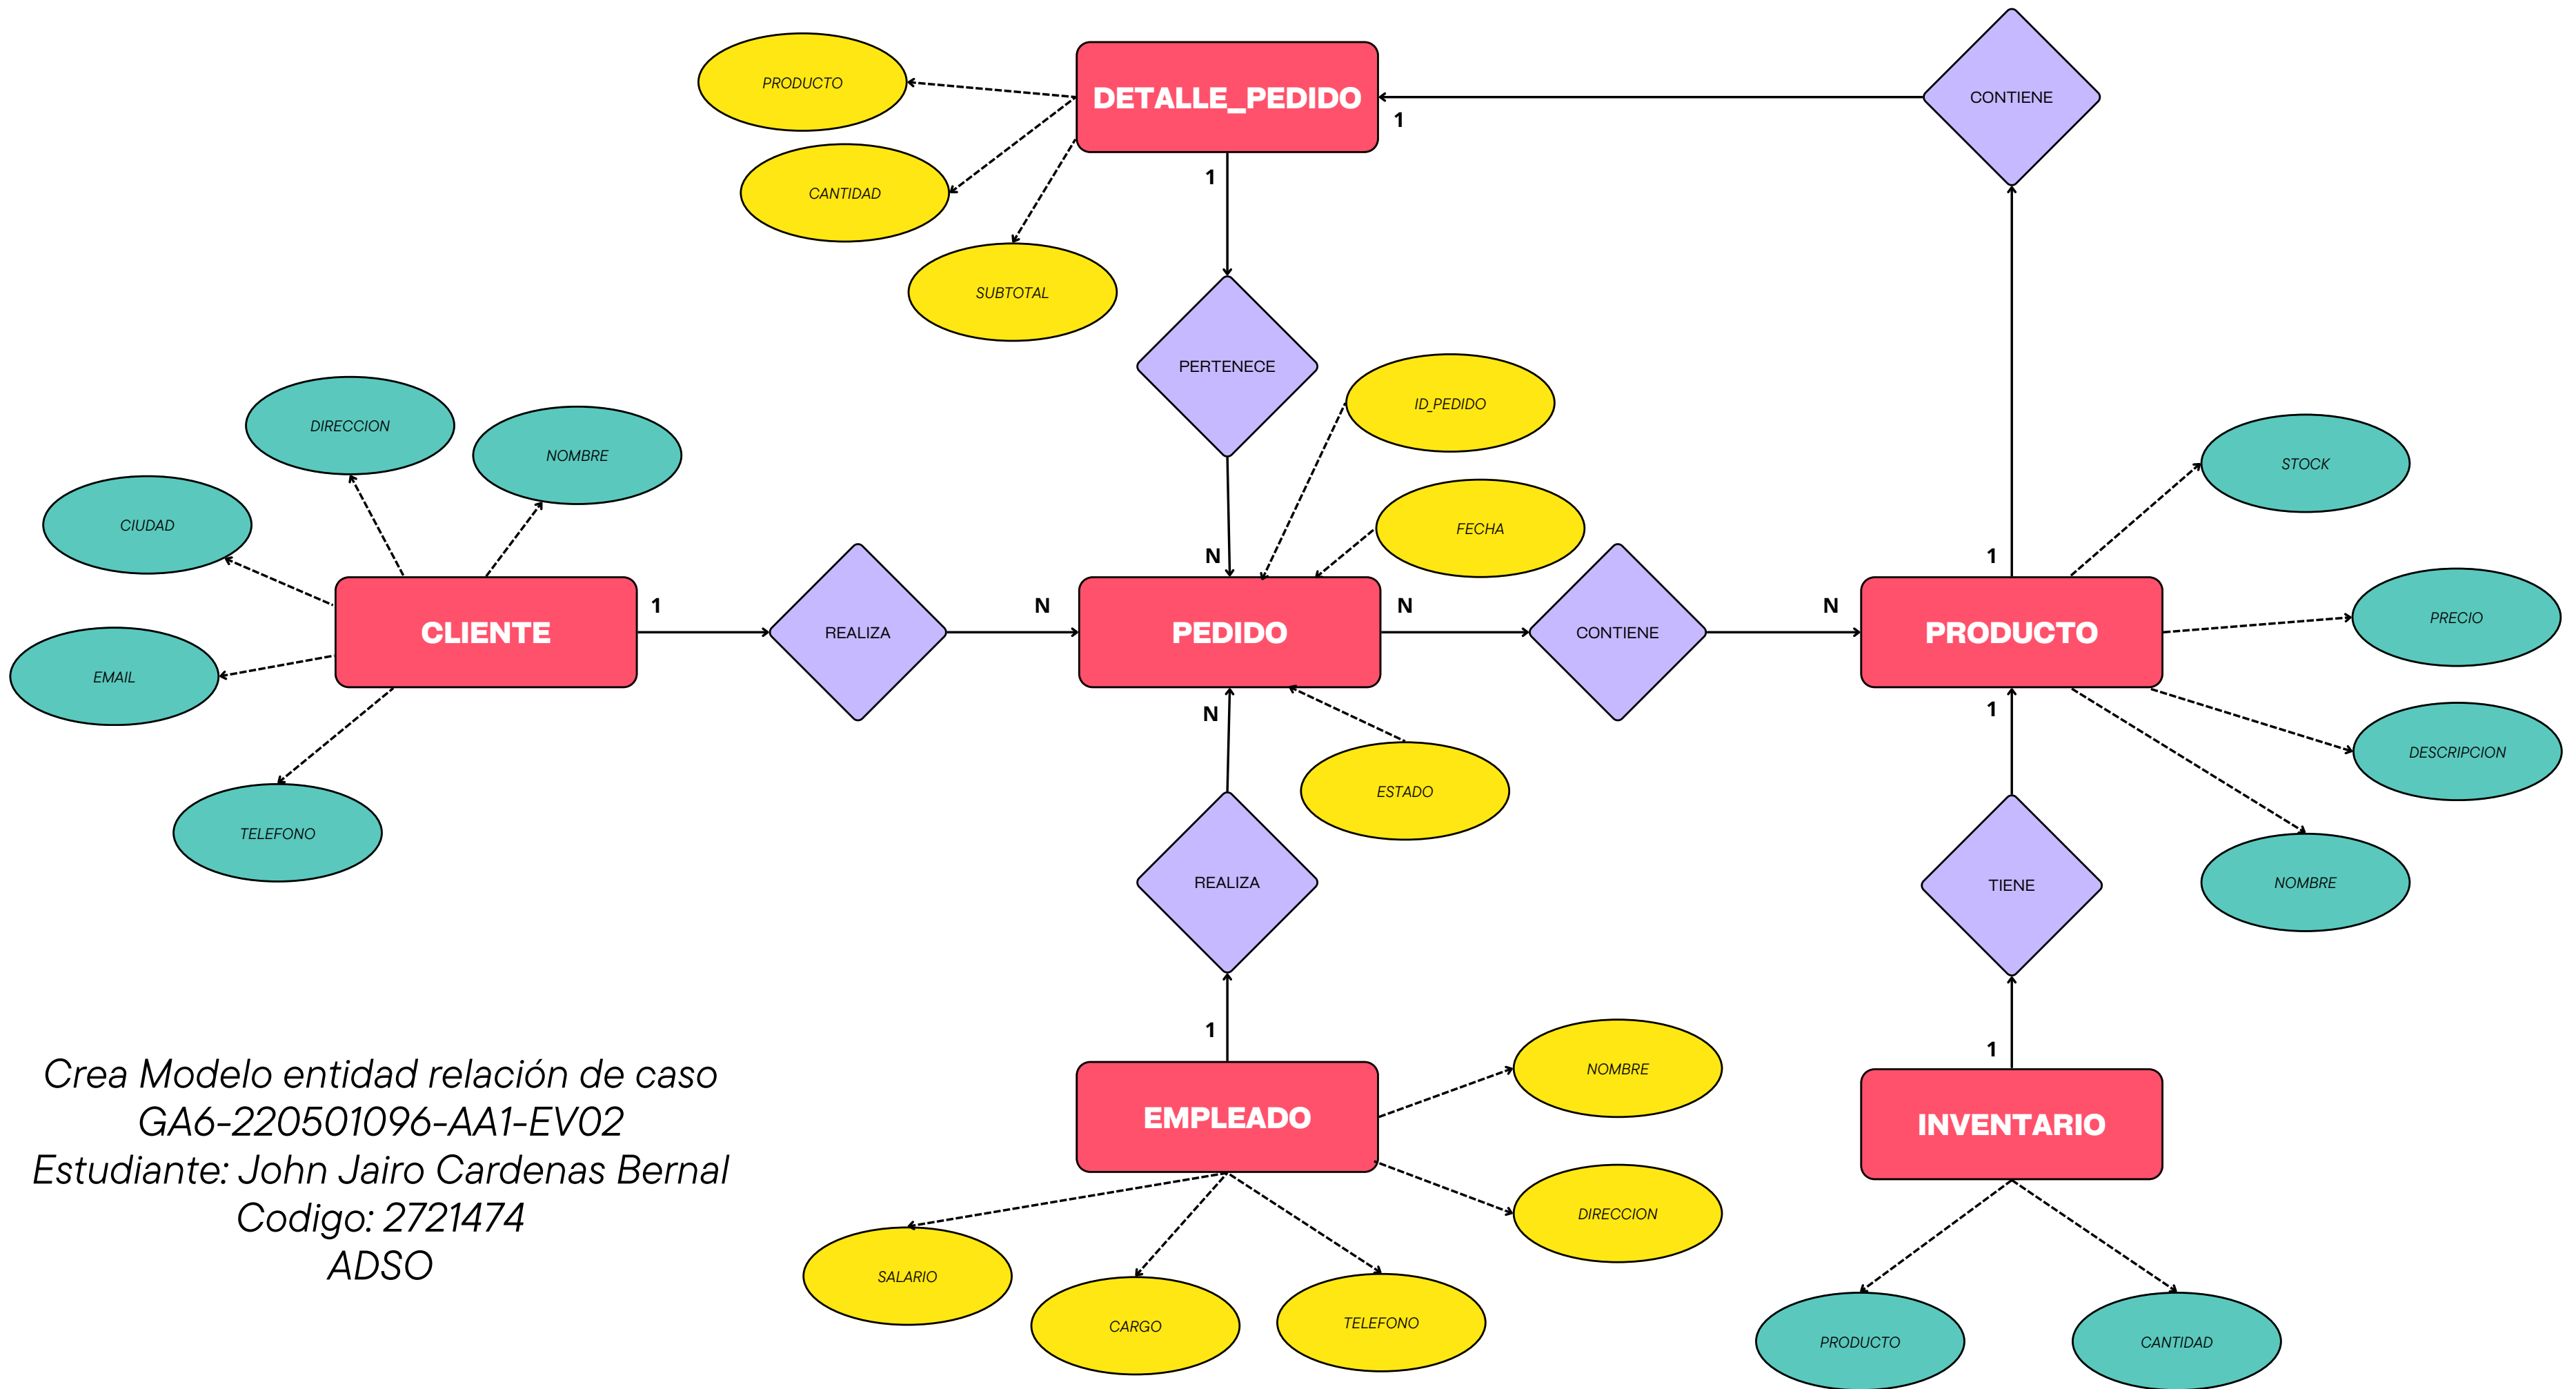 PRODUCTO
DETALLE_PEDIDO
CONTIENE
1
CANTIDAD
1
SUBTOTAL
PERTENECE
ID_PEDIDO
DIRECCION
NOMBRE
STOCK
CIUDAD
FECHA
N
1
CLIENTE
1
REALIZA
N
PEDIDO
N
CONTIENE
N
PRODUCTO
PRECIO
EMAIL
N
1
DESCRIPCION
TELEFONO
ESTADO
REALIZA
TIENE
NOMBRE
1
1
NOMBRE
EMPLEADO
INVENTARIO
DIRECCION
SALARIO
CARGO
TELEFONO
PRODUCTO
CANTIDAD
Crea Modelo entidad relación de caso
GA6-220501096-AA1-EV02
Estudiante: John Jairo Cardenas Bernal
Codigo: 2721474
ADSO